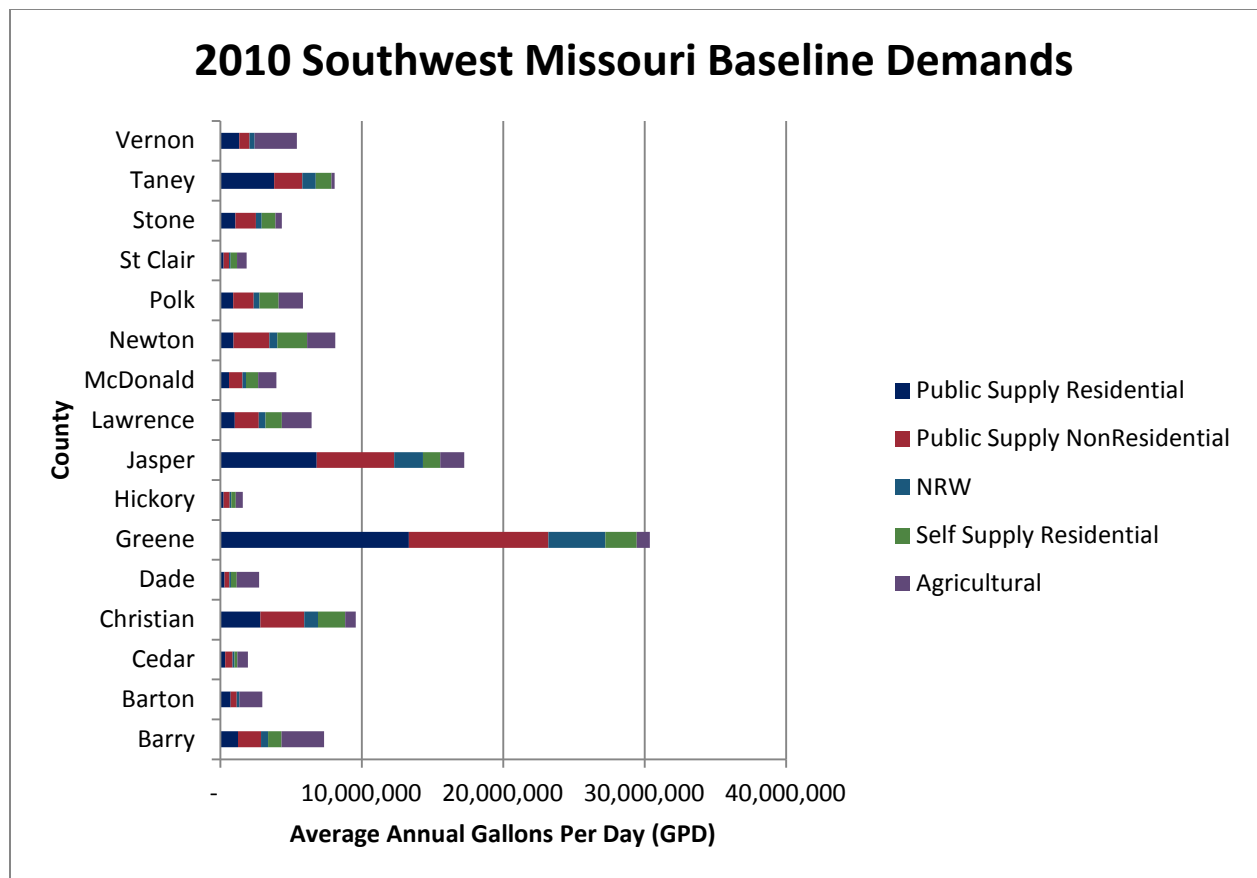 2010 Southwest Missouri Baseline Demands
County
Vernon
Taney
Stone
St Clair
Polk
Newton
McDonald
Lawrence
Jasper
Hickory
Greene
Dade
Christian
Cedar
Barton
Barry
- 10,000,000 20,000,000 30,000,000 40,000,000
Average Annual Gallons Per Day (GPD)
Public Supply Residential
Public Supply NonResidential
NRW
Self Supply Residential
Agricultural